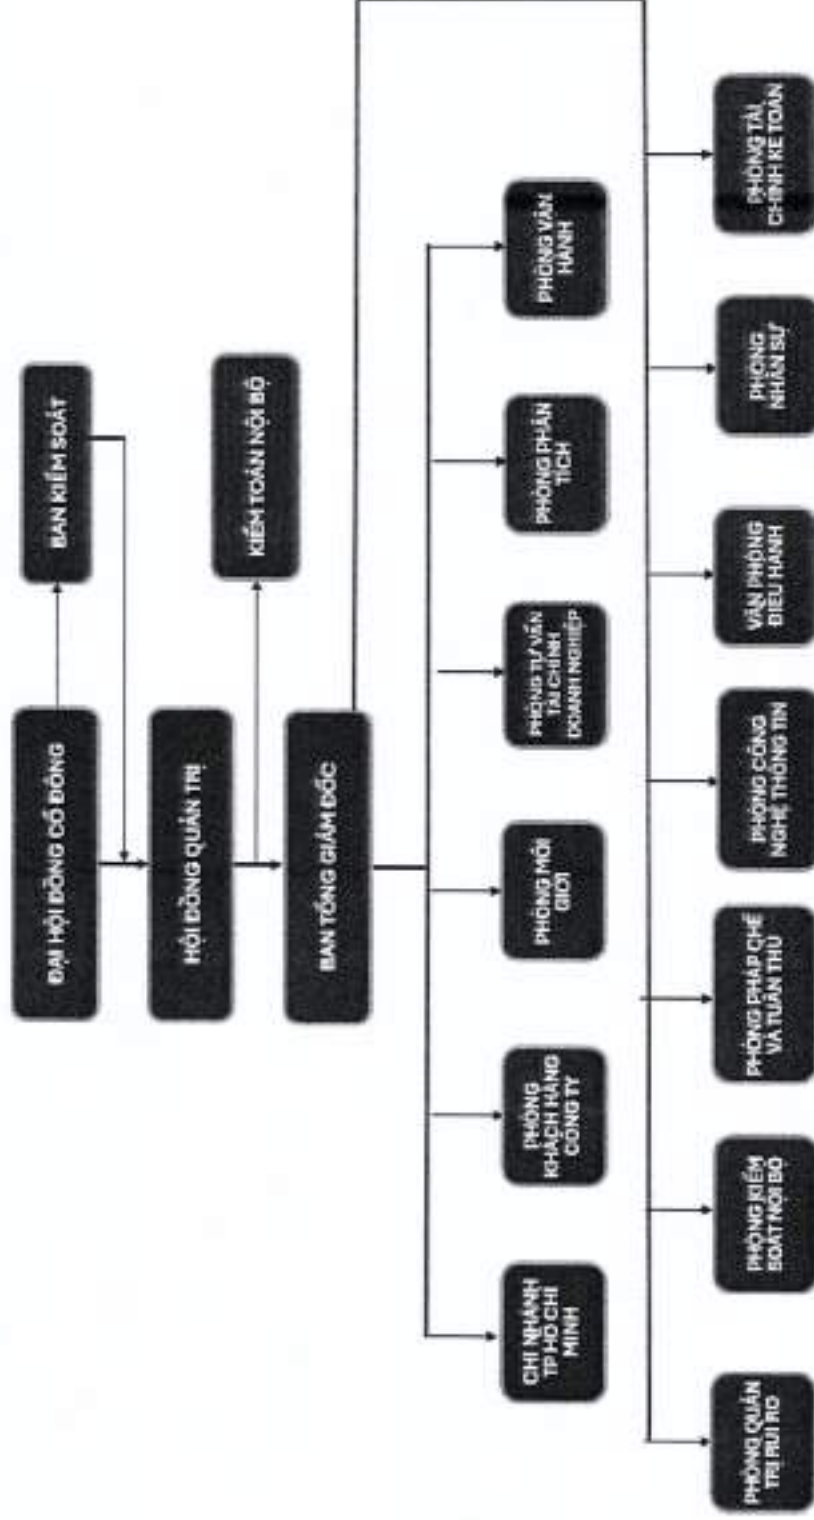 ĐẠI HỘI ĐỒNG CỔ ĐÔNG
BAN KIỂM SOÁT
HỘI ĐỒNG QUẢN TRỊ
KIỂM TOÁN NỘI BỘ
BAN TỔNG GIÁM ĐỐC
CHI NHÁNH
TP HỒ CHÍ
MINH
PHÒNG
KHÁCH HÀNG
CÔNG TY
PHÒNG MÔI
GIỚI
PHÒNG TƯ VẤN
TÀI CHÍNH
DOANH NGHIỆP
PHÒNG PHÂN
TÍCH
PHÒNG VẬN
HÀNH
PHÒNG QUẢN
TRỊ RỦI RO
PHÒNG KIỂM
SOÁT NỘI BỘ
PHÒNG PHÁP CHẾ
VÀ TUÂN THỦ
PHÒNG CÔNG
NGHỆ THÔNG TIN
VĂN PHÒNG
ĐIỀU HÀNH
PHÒNG
NHÂN SỰ
PHÒNG TÀI
CHÍNH KẾ TOÁN